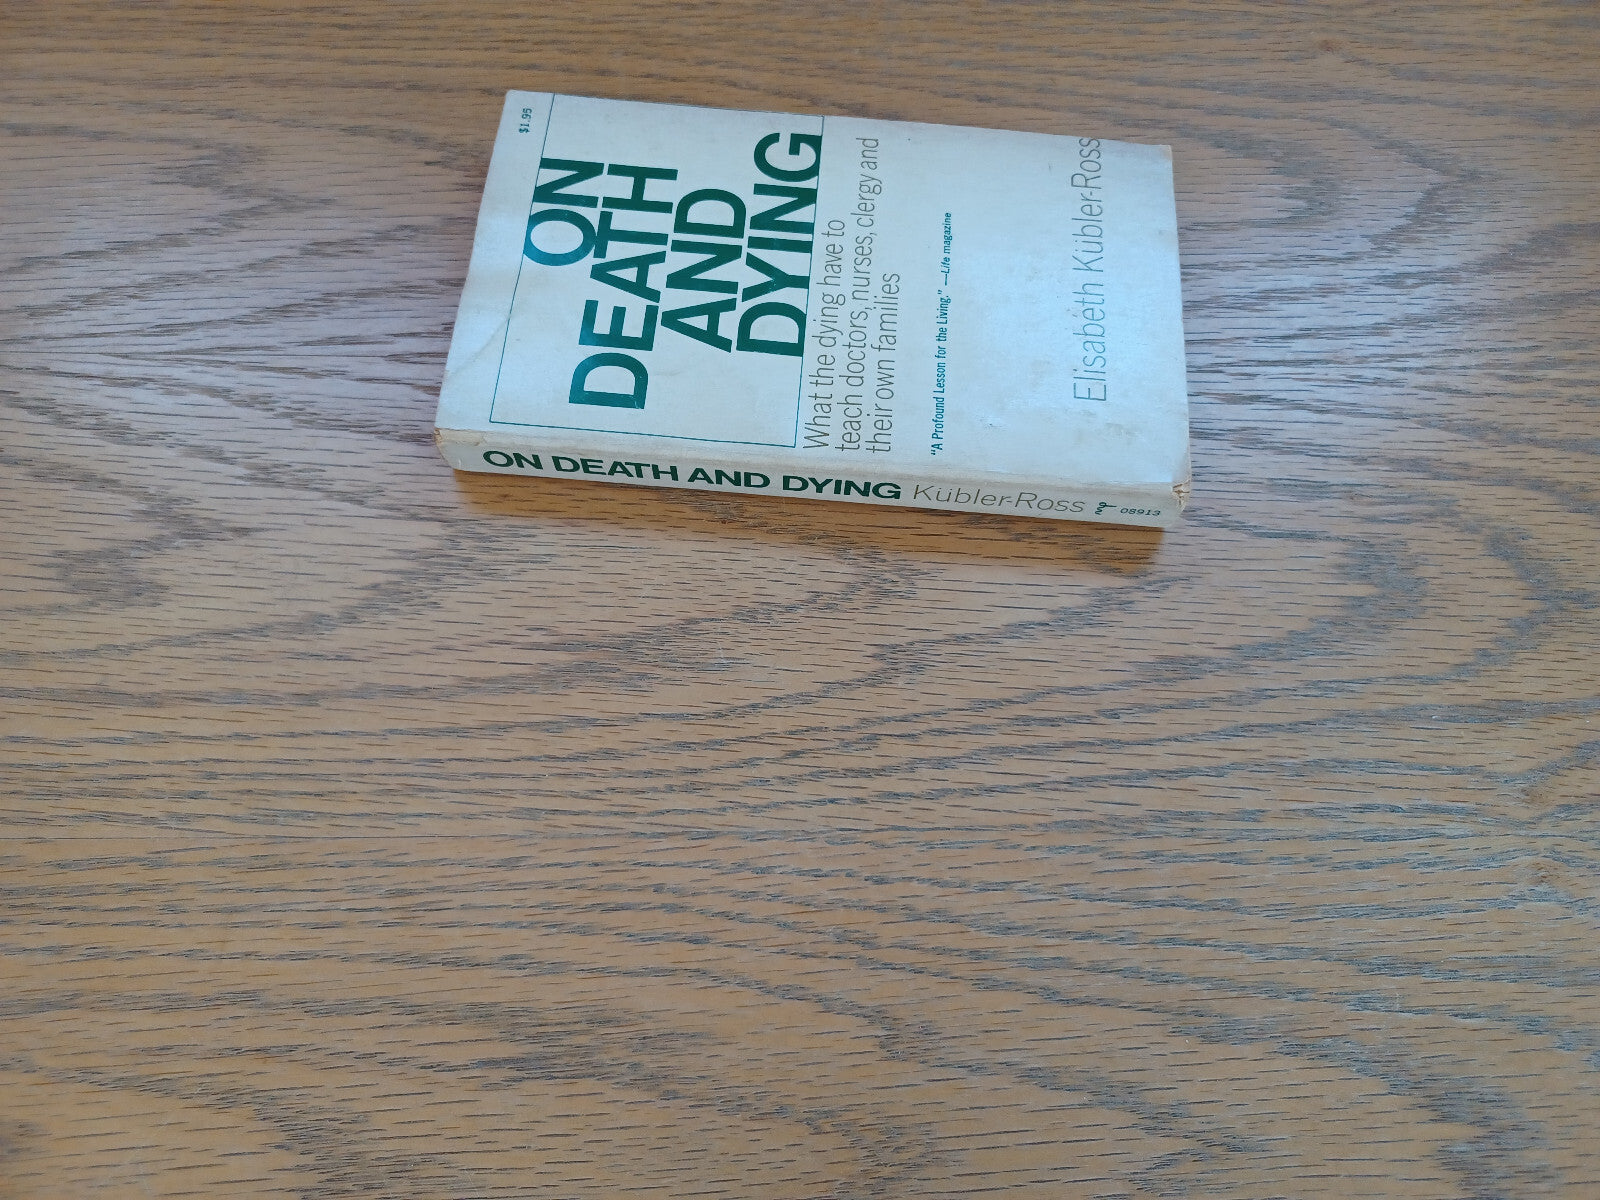 $1.95
ON
DEATH
AND
DYING
What the dying have to
teach doctors, nurses, clergy and
their own families
"A Profound Lesson for the Living." —Life magazine
Elisabeth Kübler-Ross
ON DEATH AND DYING Kübler-Ross 08913